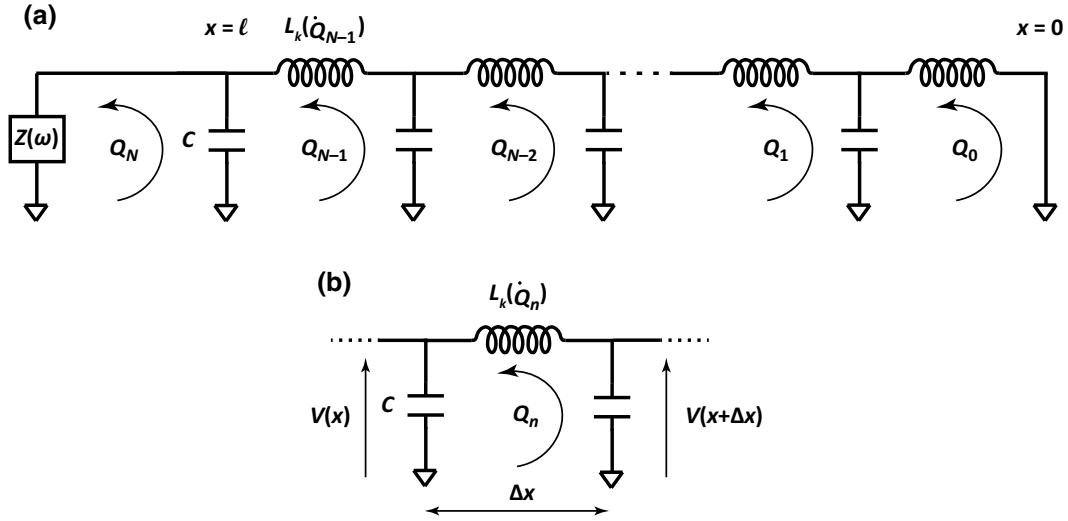 (a)
x = ℓ
L_k(Q̇_{N–1})
x = 0
Z(ω)
Q_N
C
Q_{N–1}
Q_{N–2}
Q_1
Q_0
(b)
L_k(Q̇_n)
V(x)
C
Q_n
V(x+Δx)
Δx